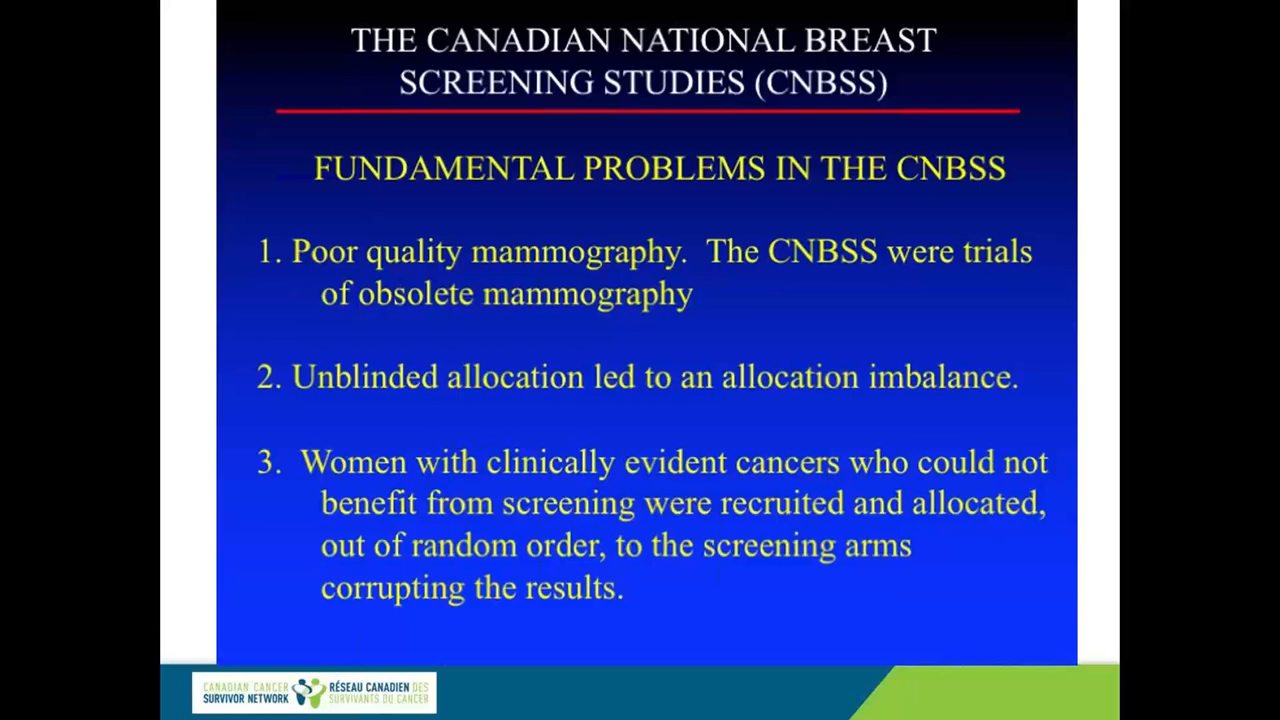 THE CANADIAN NATIONAL BREAST
SCREENING STUDIES (CNBSS)
FUNDAMENTAL PROBLEMS IN THE CNBSS
1. Poor quality mammography. The CNBSS were trials
of obsolete mammography
2. Unblinded allocation led to an allocation imbalance.
3. Women with clinically evident cancers who could not
benefit from screening were recruited and allocated,
out of random order, to the screening arms
corrupting the results.
CANADIAN CANCER
SURVIVOR NETWORK
RÉSEAU CANADIEN DES
SURVIVANTS DU CANCER